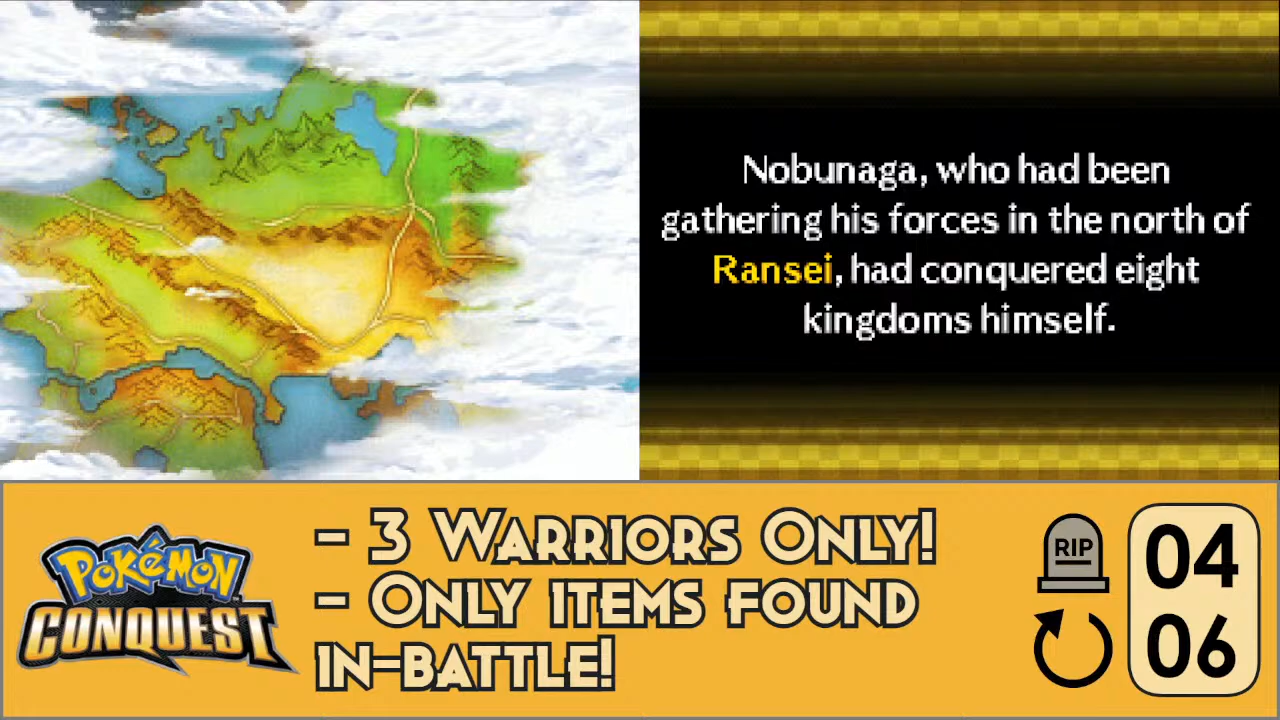 Nobunaga, who had been
gathering his forces in the north of
Ransei, had conquered eight
kingdoms himself.
POKÉMON
CONQUEST
- 3 WARRIORS ONLY!
- ONLY ITEMS FOUND
IN-BATTLE!
RIP
04
06